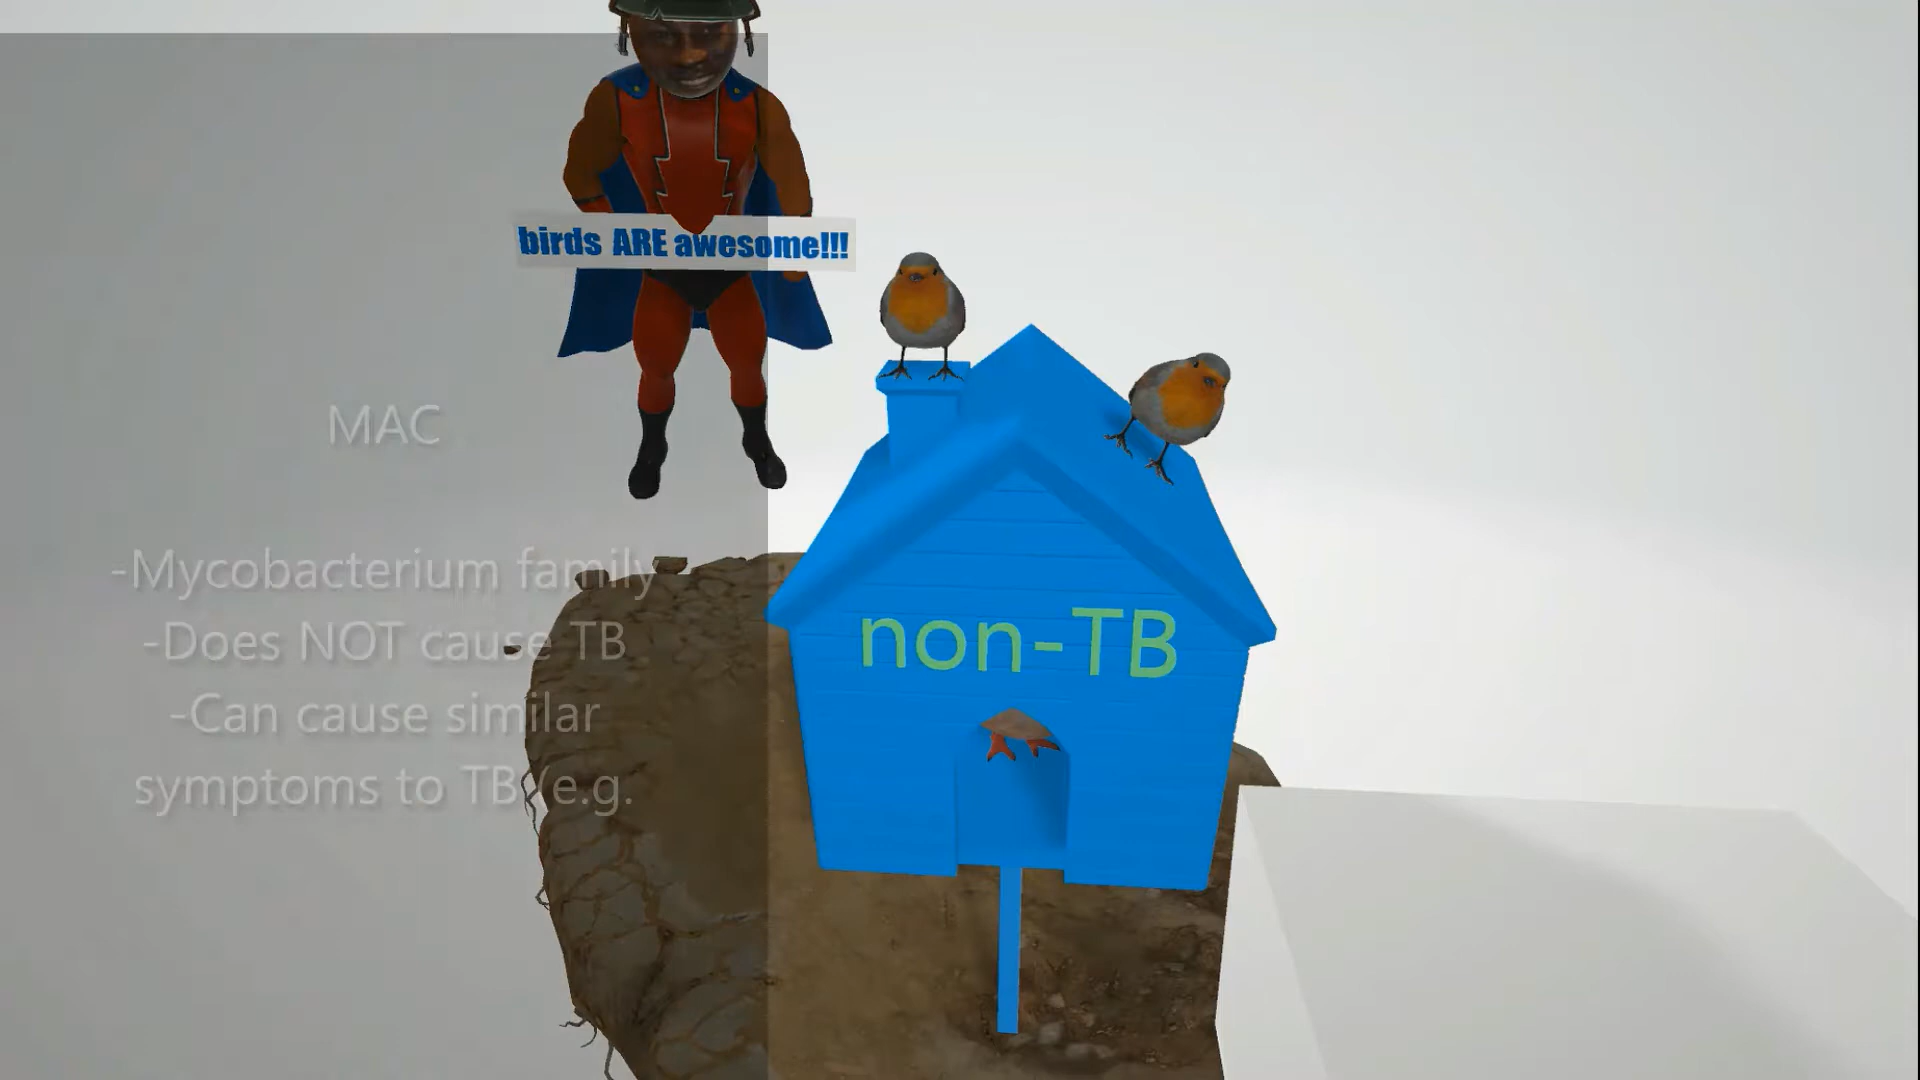 birds ARE awesome!!!
MAC
-Mycobacterium family
-Does NOT cause TB
-Can cause similar
symptoms to TB (e.g.
non-TB